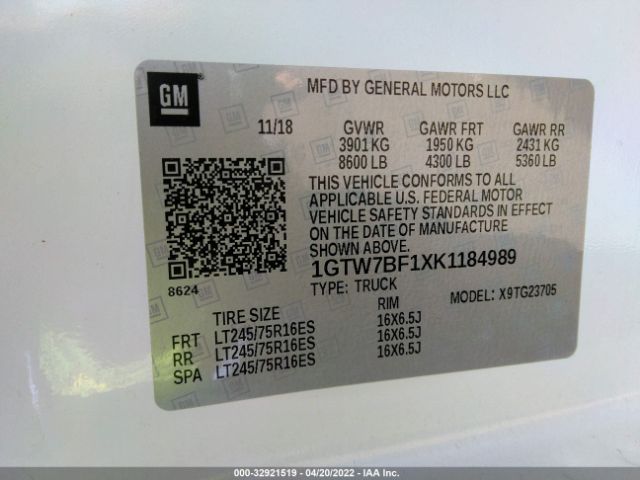 GM
MFD BY GENERAL MOTORS LLC
11/18 GVWR GAWR FRT GAWR RR
3901 KG 1950 KG 2431 KG
8600 LB 4300 LB 5360 LB
THIS VEHICLE CONFORMS TO ALL
APPLICABLE U.S. FEDERAL MOTOR
VEHICLE SAFETY STANDARDS IN EFFECT
ON THE DATE OF MANUFACTURE
SHOWN ABOVE.
1GTW7BF1XK1184989
8624
TYPE: TRUCK MODEL: X9TG23705
TIRE SIZE RIM
FRT LT245/75R16ES 16X6.5J
RR LT245/75R16ES 16X6.5J
SPA LT245/75R16ES 16X6.5J
000-32921519 - 04/20/2022 - IAA Inc.